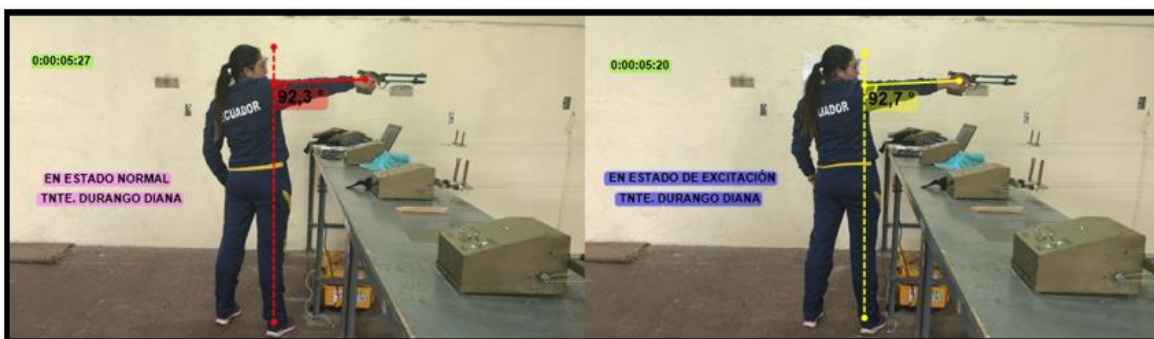 0:00:05:27
92,3 °
ECUADOR
EN ESTADO NORMAL
TNTE. DURANGO DIANA
0:00:05:20
92,7 °
UADOR
EN ESTADO DE EXCITACIÓN
TNTE. DURANGO DIANA